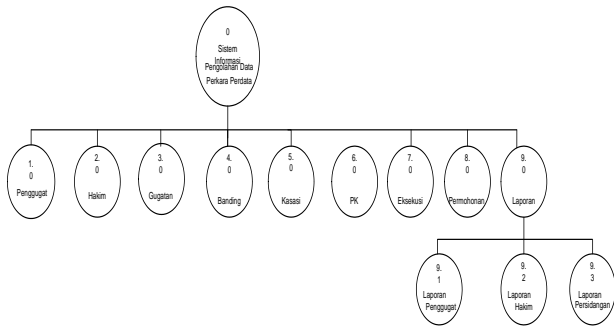 0
Sistem
Informasi
Pengolahan Data
Perkara Perdata
1.
0
Penggugat
2.
0
Hakim
3.
0
Gugatan
4.
0
Banding
5.
0
Kasasi
6.
0
PK
7.
0
Eksekusi
8.
0
Permohonan
9.
0
Laporan
9.
1
Laporan
Penggugat
9.
2
Laporan
Hakim
9.
3
Laporan
Persidangan